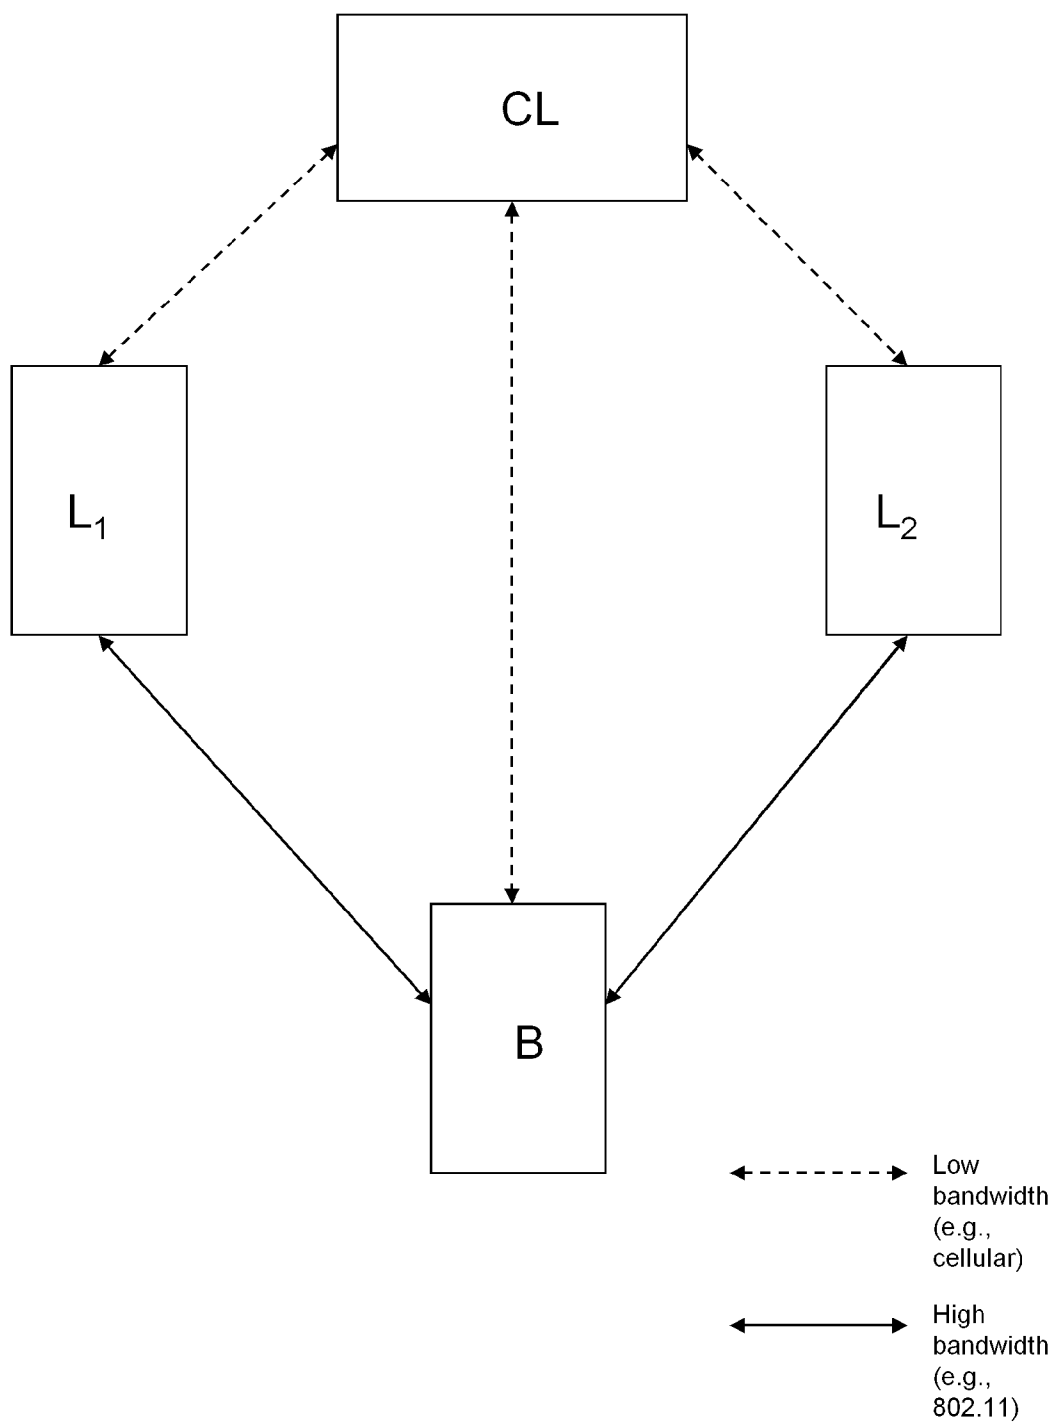 CL
L₁
L₂
B
Low
bandwidth
(e.g.,
cellular)
High
bandwidth
(e.g.,
802.11)